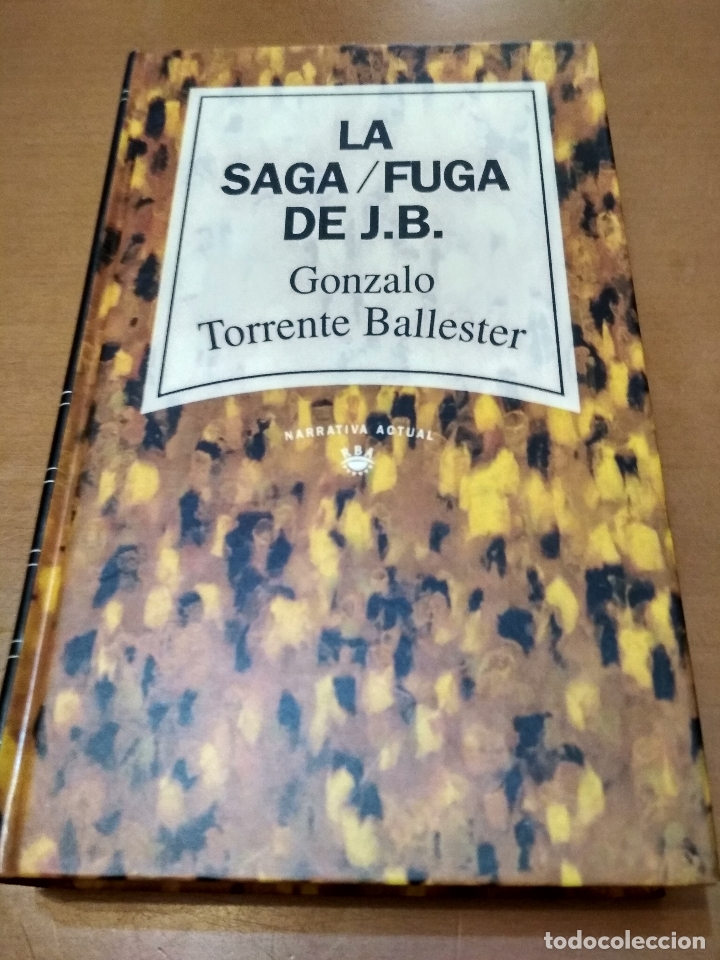 LA
SAGA / FUGA
DE J.B.
Gonzalo
Torrente Ballester
NARRATIVA ACTUAL
RBA
todocoleccion